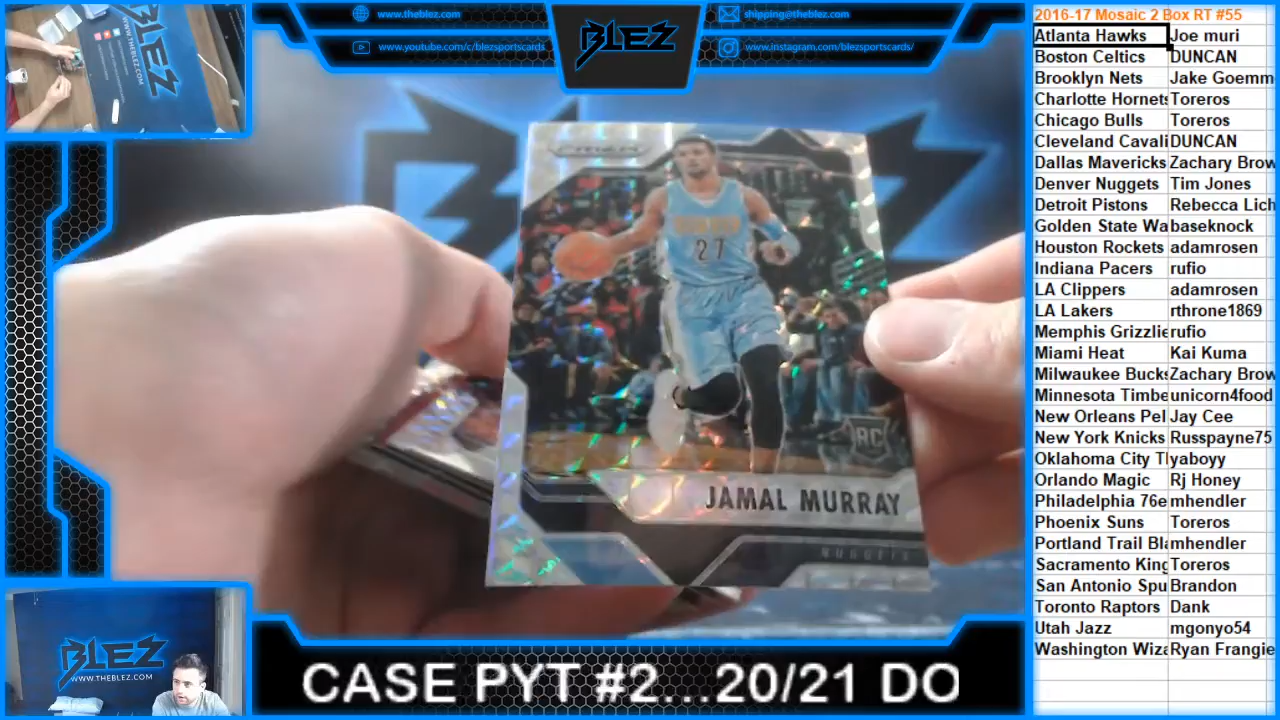 www.theblez.com
www.youtube.com/c/blezsportscards
BLEZ
shipping@theblez.com
www.instagram.com/blezsportscards/
2016-17 Mosaic 2 Box RT #55
Atlanta Hawks Joe muri
Boston Celtics DUNCAN
Brooklyn Nets Jake Goemm
Charlotte Hornets Toreros
Chicago Bulls Toreros
Cleveland Cavali DUNCAN
Dallas Mavericks Zachary Brow
Denver Nuggets Tim Jones
Detroit Pistons Rebecca Lich
Golden State Wa baseknock
Houston Rockets adamrosen
Indiana Pacers rufio
LA Clippers adamrosen
LA Lakers rthrone1869
Memphis Grizzlie rufio
Miami Heat Kai Kuma
Milwaukee Bucks Zachary Brow
Minnesota Timbe unicorn4food
New Orleans Pel Jay Cee
New York Knicks Russpayne75
Oklahoma City Th yaboyy
Orlando Magic Rj Honey
Philadelphia 76e mhendler
Phoenix Suns Toreros
Portland Trail Bla mhendler
Sacramento King Toreros
San Antonio Spu Brandon
Toronto Raptors Dank
Utah Jazz mgonyo54
Washington Wiza Ryan Frangie
BLEZ
PRIZM
27
RC
JAMAL MURRAY
NUGGETS
BLEZ
WWW.THEBLEZ.COM
CASE PYT #2...20/21 DO